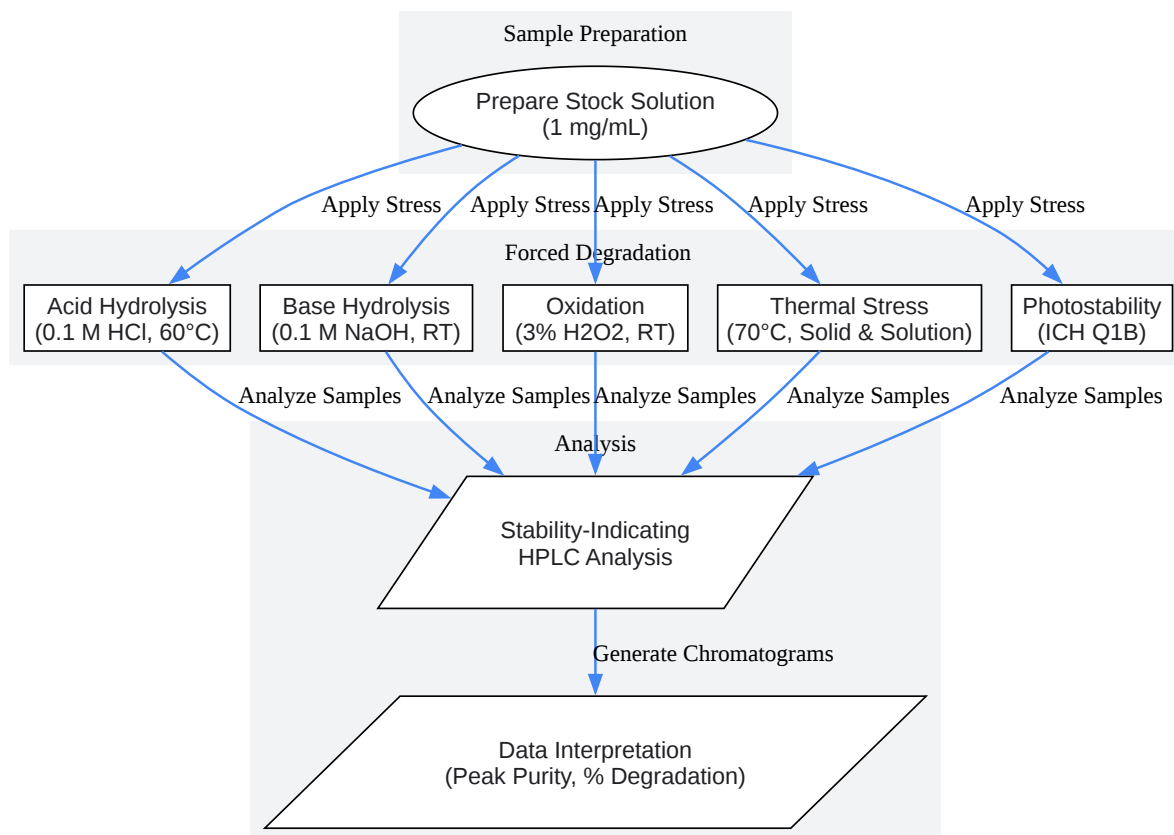 Sample Preparation
Prepare Stock Solution
(1 mg/mL)
Apply Stress
Apply Stress
Apply Stress
Apply Stress
Apply Stress
Forced Degradation
Acid Hydrolysis
(0.1 M HCl, 60°C)
Base Hydrolysis
(0.1 M NaOH, RT)
Oxidation
(3% H2O2, RT)
Thermal Stress
(70°C, Solid & Solution)
Photostability
(ICH Q1B)
Analyze Samples
Analyze Samples
Analyze Samples
Analyze Samples
Analyze Samples
Analysis
Stability-Indicating
HPLC Analysis
Generate Chromatograms
Data Interpretation
(Peak Purity, % Degradation)